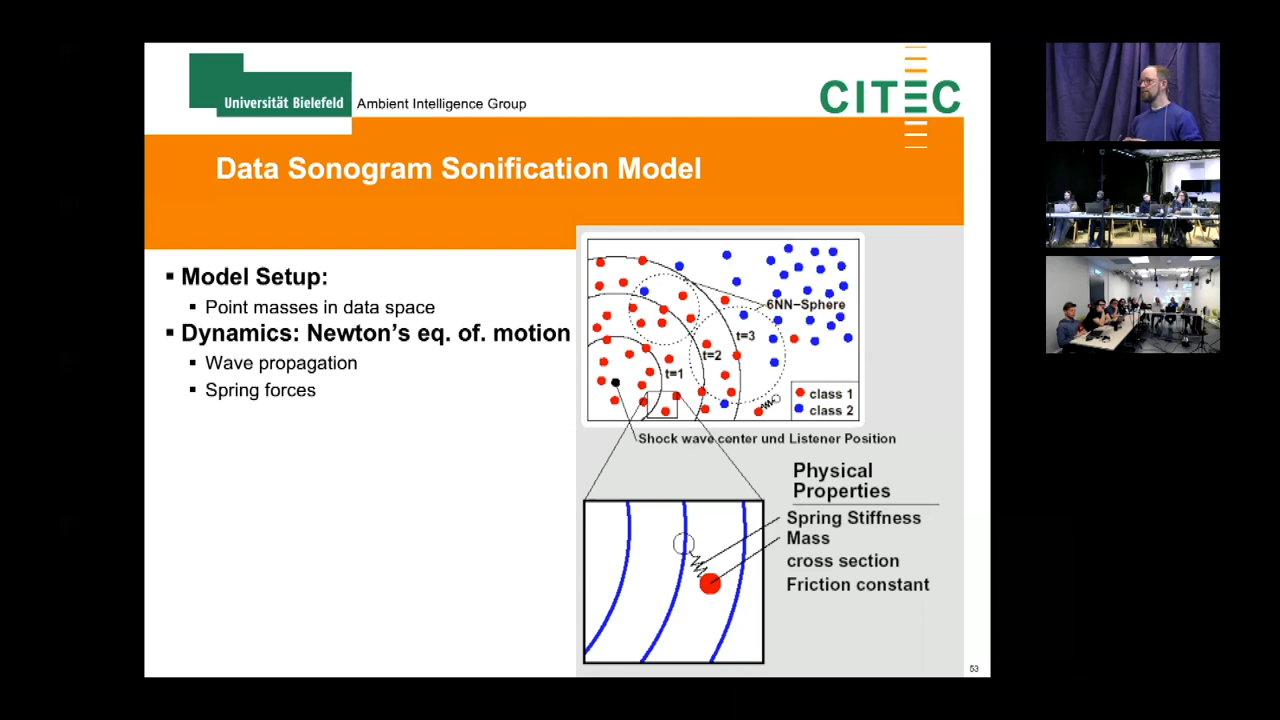 Universität Bielefeld
Ambient Intelligence Group
CITEC
Data Sonogram Sonification Model
▪ Model Setup:
▪ Point masses in data space
▪ Dynamics: Newton's eq. of. motion
▪ Wave propagation
▪ Spring forces
6NN-Sphere
t=3
t=2
t=1
class 1
class 2
Shock wave center und Listener Position
Physical
Properties
Spring Stiffness
Mass
cross section
Friction constant
53